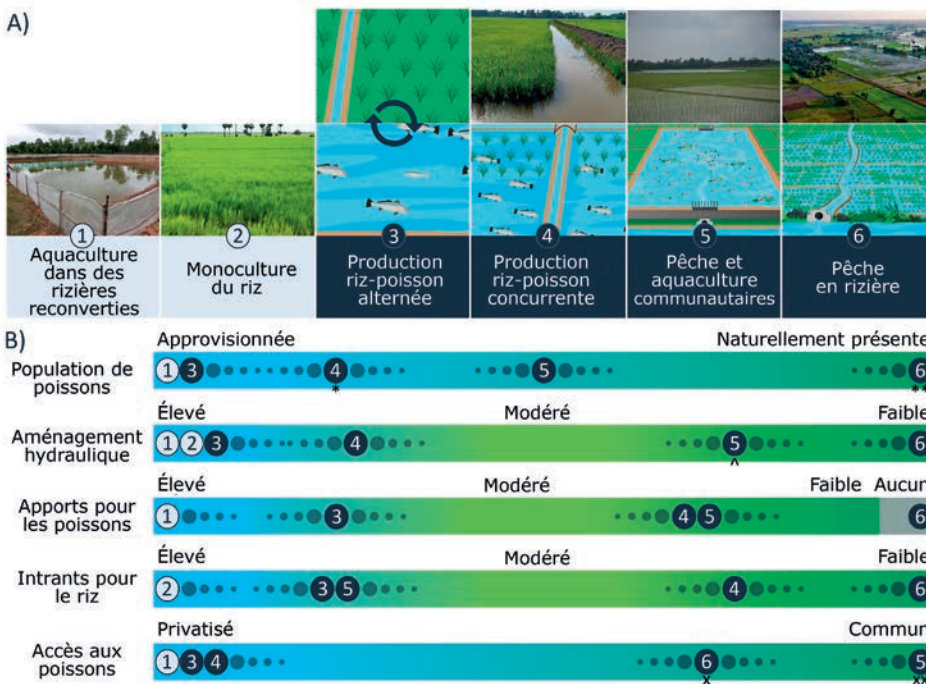 A)
1
Aquaculture
dans des
rizières
reconverties
2
Monoculture
du riz
3
Production
riz-poisson
alternée
4
Production
riz-poisson
concurrente
5
Pêche et
aquaculture
communautaires
6
Pêche
en rizière
B)
Population de
poissons
Approvisionnée Naturellement présente
1 3 4 5 6
* **
Aménagement
hydraulique
Élevé Modéré Faible
1 2 3 4 5 6
^
Apports pour
les poissons
Élevé Modéré Faible Aucun
1 3 4 5 6
Intrants pour
le riz
Élevé Modéré Faible
2 3 5 4 6
Accès aux
poissons
Privatisé Commun
1 3 4 6 5
x xx